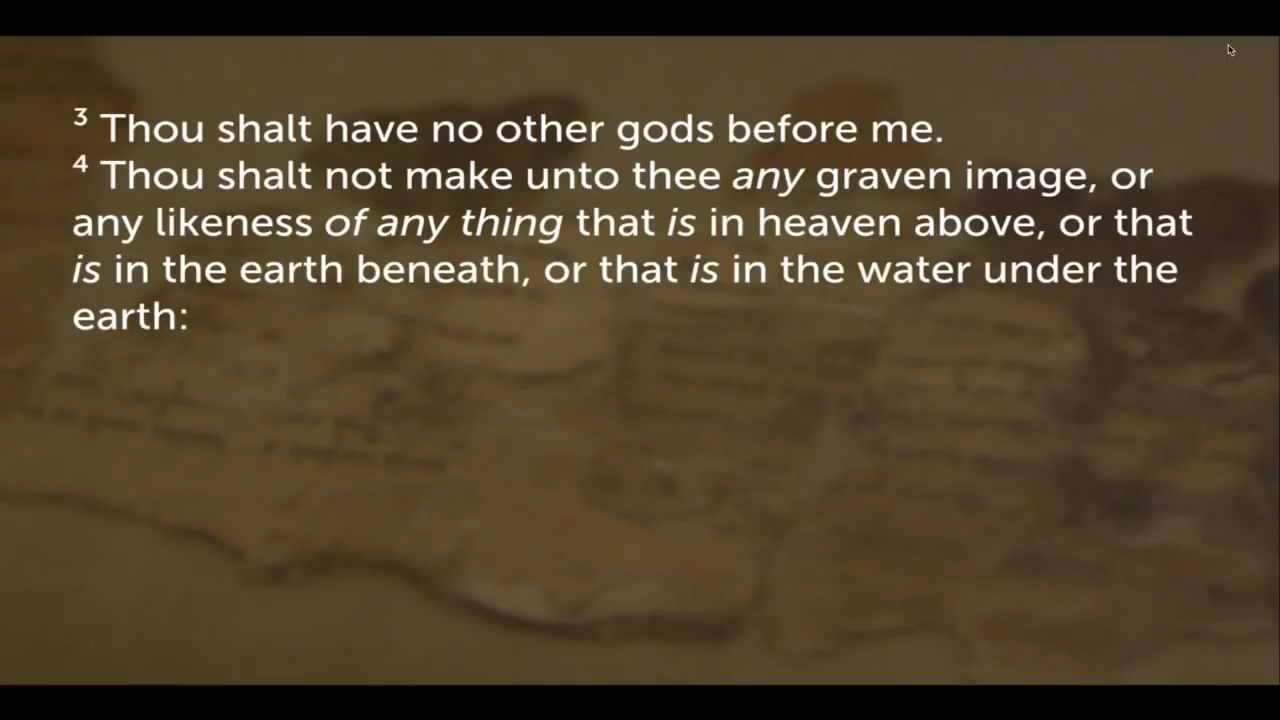 ³ Thou shalt have no other gods before me.
⁴ Thou shalt not make unto thee any graven image, or
any likeness of any thing that is in heaven above, or that
is in the earth beneath, or that is in the water under the
earth: